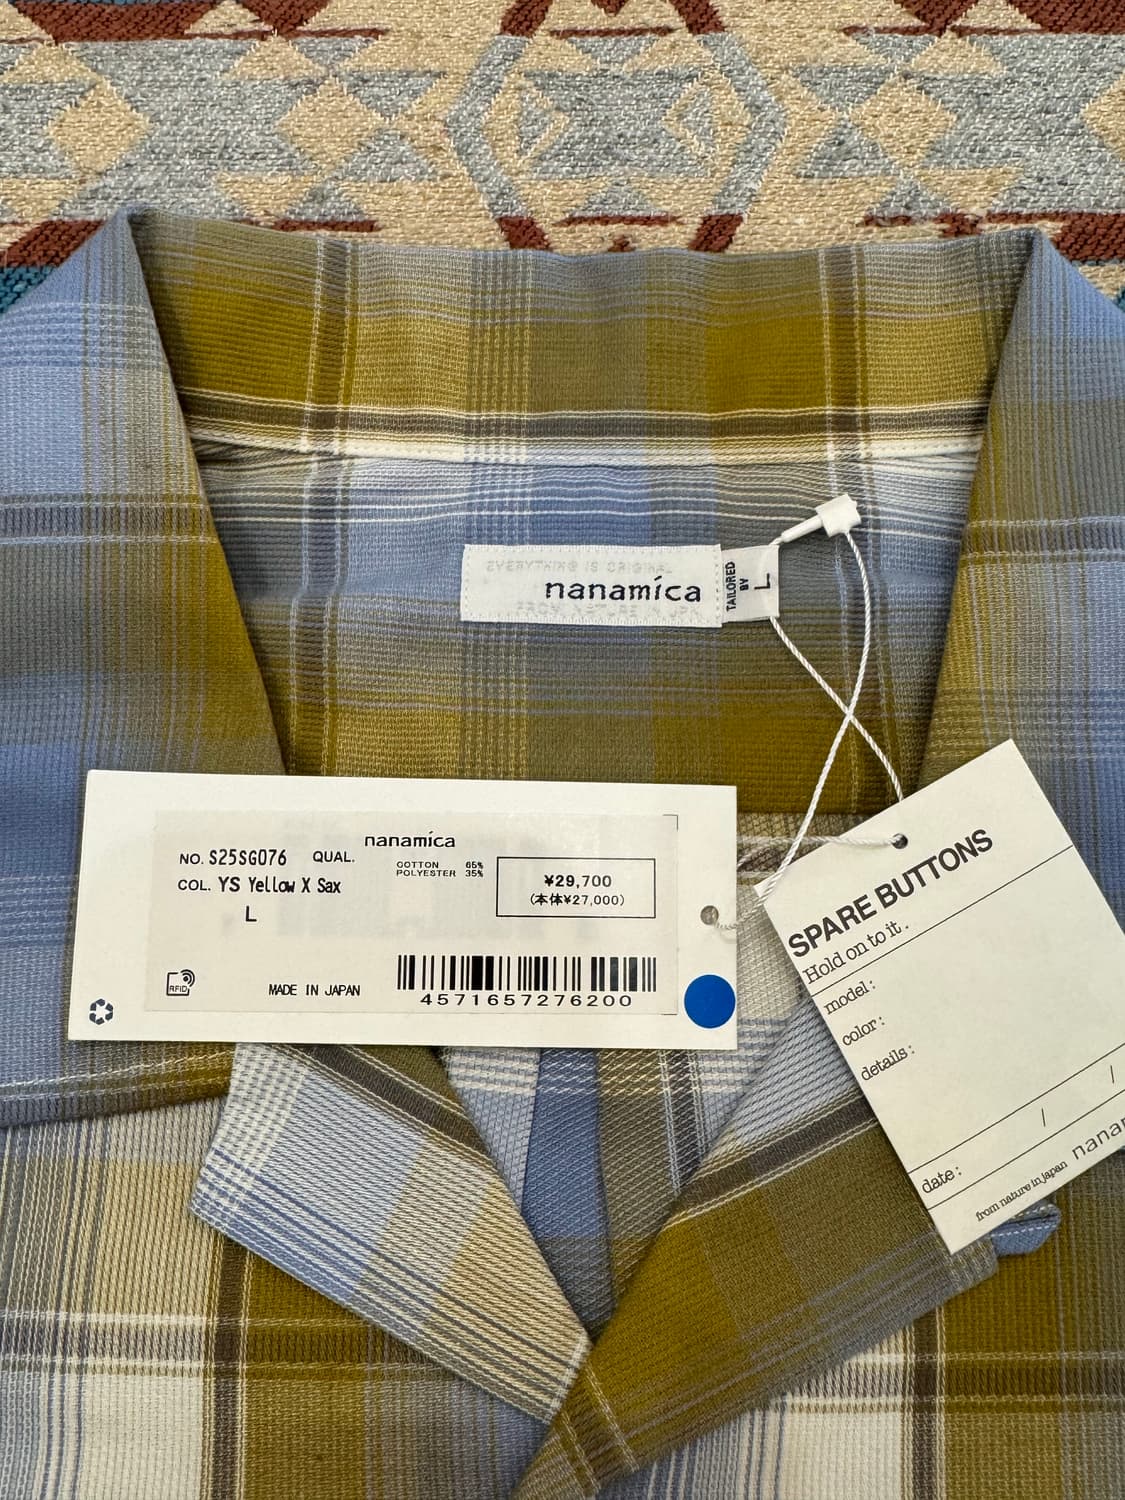 EVERYTHING IS ORIGINAL
nanamíca
FROM NATURE IN JPN
TAILORED
BY
L
nanamíca
NO. S25SG076 QUAL. COTTON 65%
POLYESTER 35%
COL. YS Yellow X Sax
L
¥29,700
(本体¥27,000)
RFID
MADE IN JAPAN
4571657276200
SPARE BUTTONS
Hold on to it.
model:
color:
details:
/ /
date:
from nature in japan